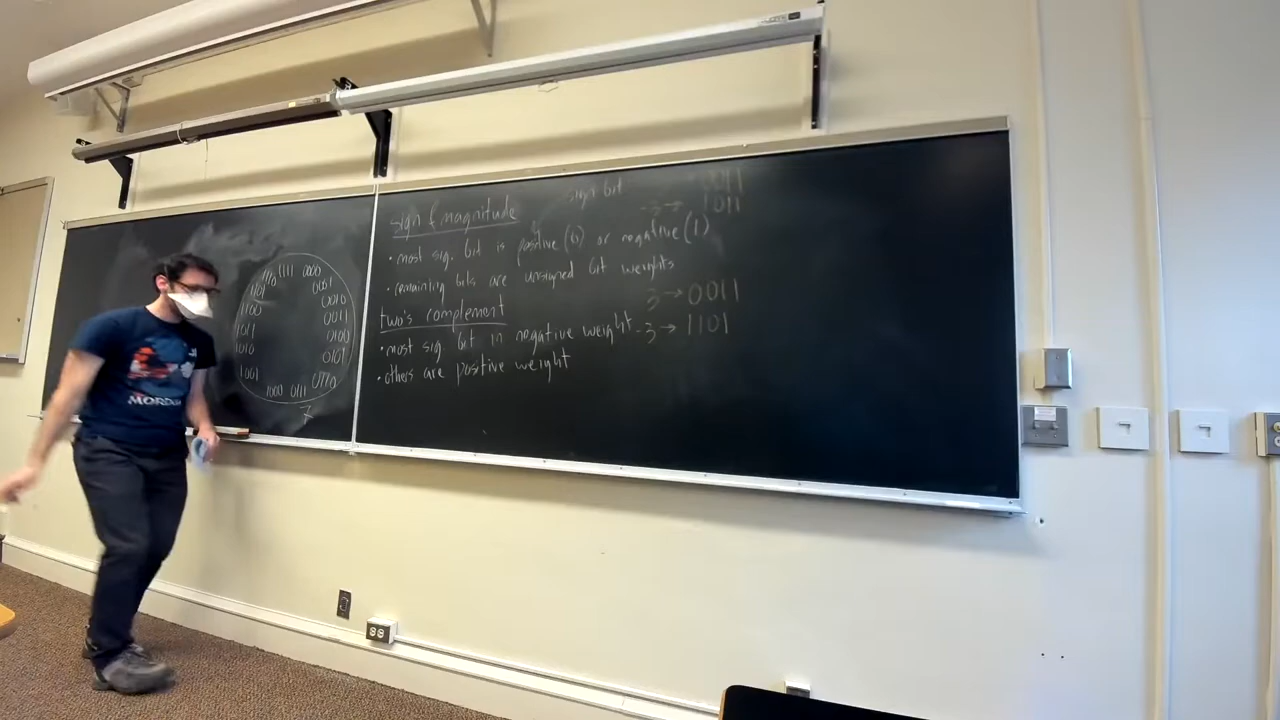 sign bit
0011
-3 → 1011
sign & magnitude
• most sig. bit is positive (0) or negative (1)
• remaining bits are unsigned bit weights
two's complement
3 → 0011
• most sig bit in negative weight -3 → 1101
• others are positive weight
1111 0000
1110 0001
1101 0010
1100 0011
1011 0100
1010 0101
1001 0110
1000 0111
7
MORDOR